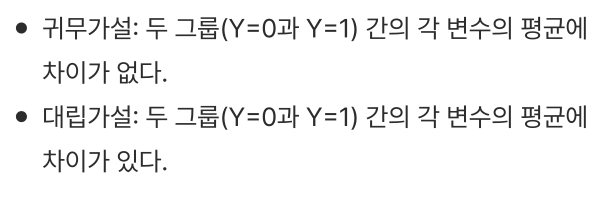 • 귀무가설: 두 그룹(Y=0과 Y=1) 간의 각 변수의 평균에
차이가 없다.
• 대립가설: 두 그룹(Y=0과 Y=1) 간의 각 변수의 평균에
차이가 있다.